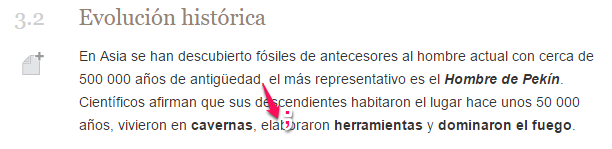 3.2 Evolución histórica
En Asia se han descubierto fósiles de antecesores al hombre actual con cerca de
500 000 años de antigüedad, el más representativo es el Hombre de Pekín.
Científicos afirman que sus descendientes habitaron el lugar hace unos 50 000
años, vivieron en cavernas, elaboraron herramientas y dominaron el fuego.
;